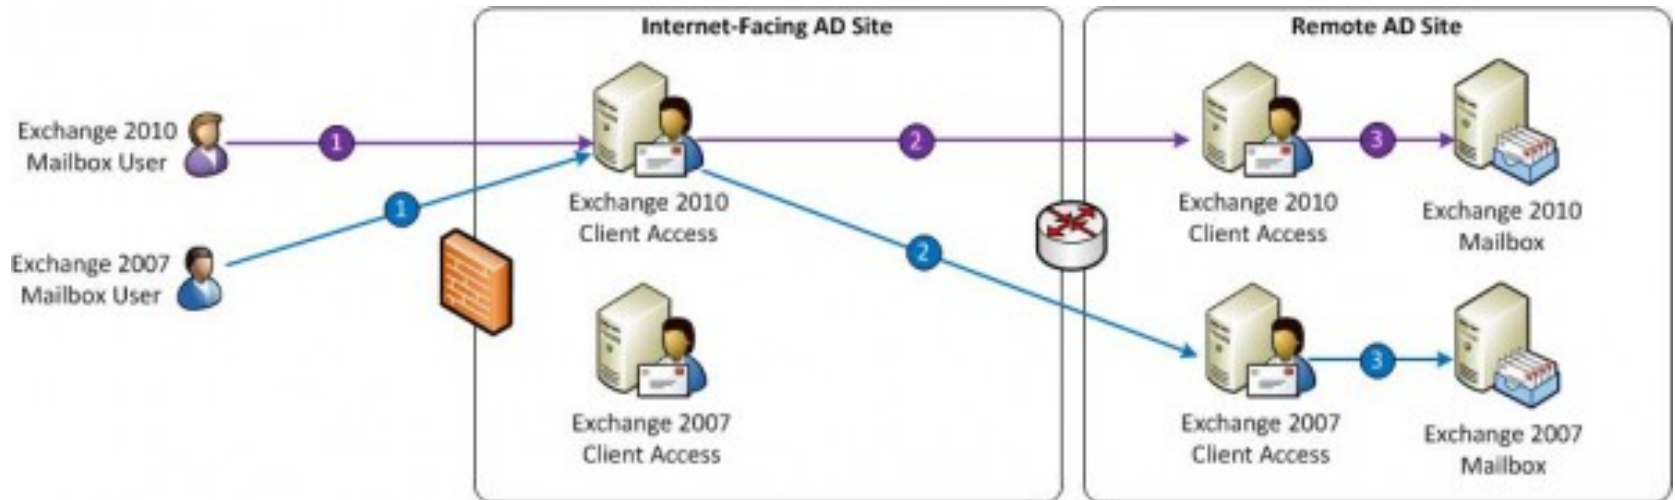 Internet-Facing AD Site
Remote AD Site
Exchange 2010
Mailbox User
1
2
3
Exchange 2010
Client Access
Exchange 2010
Client Access
Exchange 2010
Mailbox
Exchange 2007
Mailbox User
1
2
3
Exchange 2007
Client Access
Exchange 2007
Client Access
Exchange 2007
Mailbox